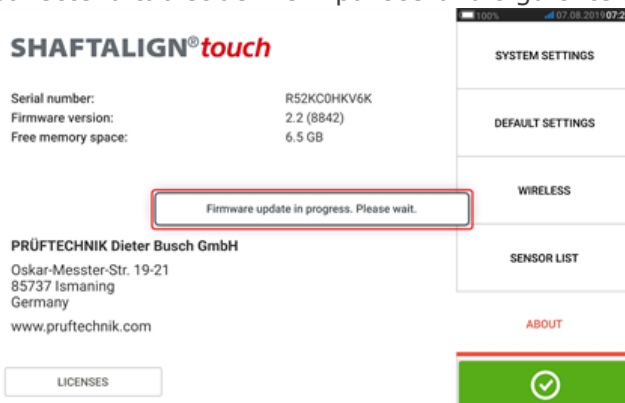 100% 07.08.2019 07:2
SHAFTALIGN® touch
Serial number: R52KC0HKV6K
Firmware version: 2.2 (8842)
Free memory space: 6.5 GB
Firmware update in progress. Please wait.
PRÜFTECHNIK Dieter Busch GmbH
Oskar-Messter-Str. 19-21
85737 Ismaning
Germany
www.pruftechnik.com
LICENSES
SYSTEM SETTINGS
DEFAULT SETTINGS
WIRELESS
SENSOR LIST
ABOUT